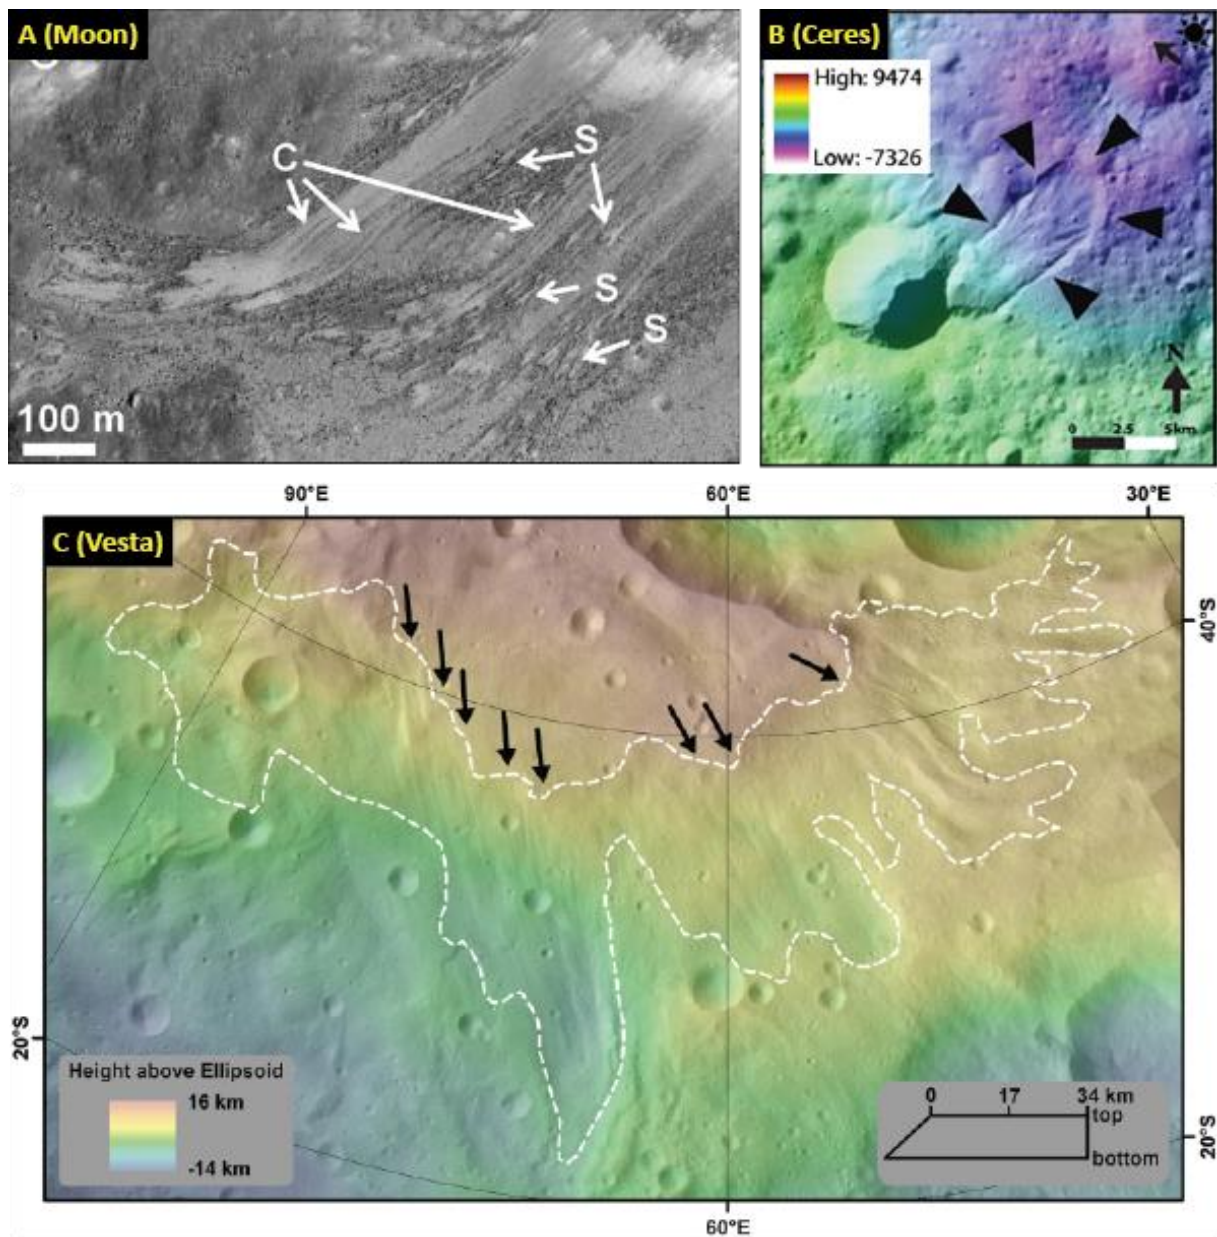 A (Moon)
C
S
S
S
100 m
B (Ceres)
High: 9474
Low: -7326
N
0 2.5 5km
90°E
60°E
30°E
C (Vesta)
40°S
20°S
Height above Ellipsoid
16 km
-14 km
0 17 34 km
top
bottom
20°S
60°E